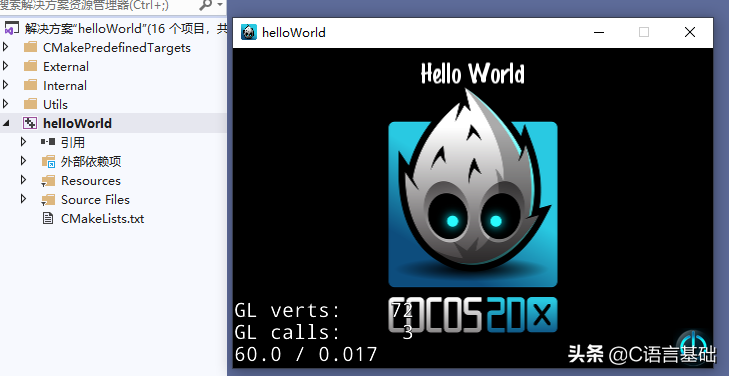 搜索解决方案资源管理器(Ctrl+;)
解决方案"helloWorld"(16 个项目，共
CMakePredefinedTargets
External
Internal
Utils
helloWorld
引用
外部依赖项
Resources
Source Files
CMakeLists.txt
helloWorld
Hello World
COCOS2DX
GL verts: 72
GL calls: 3
60.0 / 0.017
头条 @C语言基础